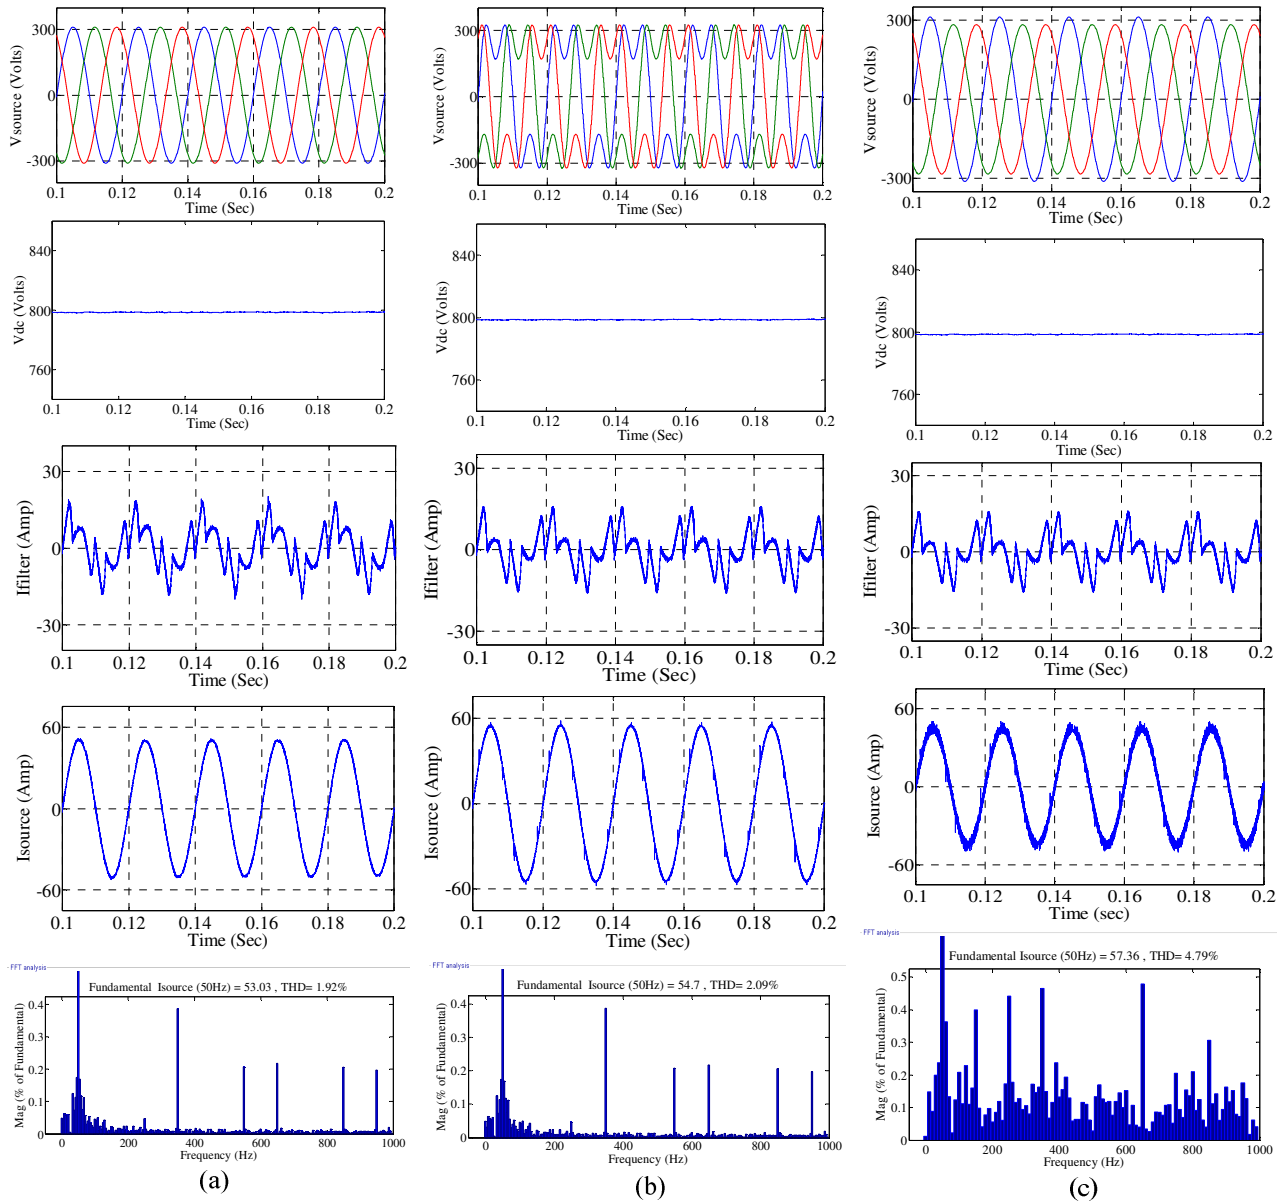 300
0
-300
V source (Volts)
0.1 0.12 0.14 0.16 0.18 0.2
Time (Sec)
840
800
760
Vdc (Volts)
0.1 0.12 0.14 0.16 0.18 0.2
Time (Sec)
30
0
-30
Ifilter (Amp)
0.1 0.12 0.14 0.16 0.18 0.2
Time (Sec)
60
0
-60
Isource (Amp)
0.1 0.12 0.14 0.16 0.18 0.2
Time (Sec)
FFT analysis
Fundamental Isource (50Hz) = 53.03 , THD= 1.92%
0.4
0.3
0.2
0.1
0
Mag (% of Fundamental)
0 200 400 600 800 1000
Frequency (Hz)
(a)
300
0
-300
V source (Volts)
0.1 0.12 0.14 0.16 0.18 0.2
Time (Sec)
840
800
760
Vdc (Volts)
0.1 0.12 0.14 0.16 0.18 0.2
Time (Sec)
30
0
-30
Ifilter (Amp)
0.1 0.12 0.14 0.16 0.18 0.2
Time (Sec)
60
0
-60
Isource (Amp)
0.1 0.12 0.14 0.16 0.18 0.2
Time (Sec)
FFT analysis
Fundamental Isource (50Hz) = 54.7 , THD= 2.09%
0.4
0.3
0.2
0.1
0
Mag (% of Fundamental)
0 200 400 600 800 1000
Frequency (Hz)
(b)
300
0
-300
V source (Volts)
0.1 0.12 0.14 0.16 0.18 0.2
Time (Sec)
840
800
760
Vdc (Volts)
0.1 0.12 0.14 0.16 0.18 0.2
Time (Sec)
30
0
-30
Ifilter (Amp)
0.1 0.12 0.14 0.16 0.18 0.2
Time (Sec)
60
0
-60
Isource (Amp)
0.1 0.12 0.14 0.16 0.18 0.2
Time (sec)
FFT analysis
Fundamental Isource (50Hz) = 57.36 , THD= 4.79%
0.5
0.4
0.3
0.2
0.1
0
Mag (% of Fundamental)
0 200 400 600 800 1000
Frequency (Hz)
(c)